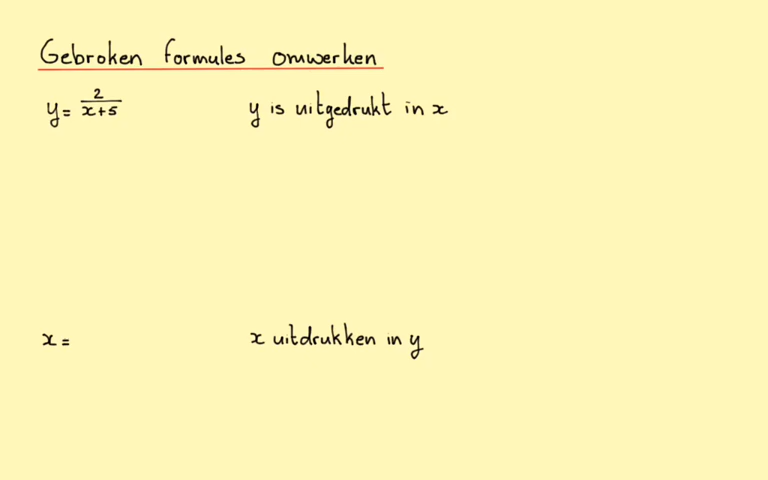 Gebroken formules omwerken
y = 2/(x+5) y is uitgedrukt in x
x = x uitdrukken in y